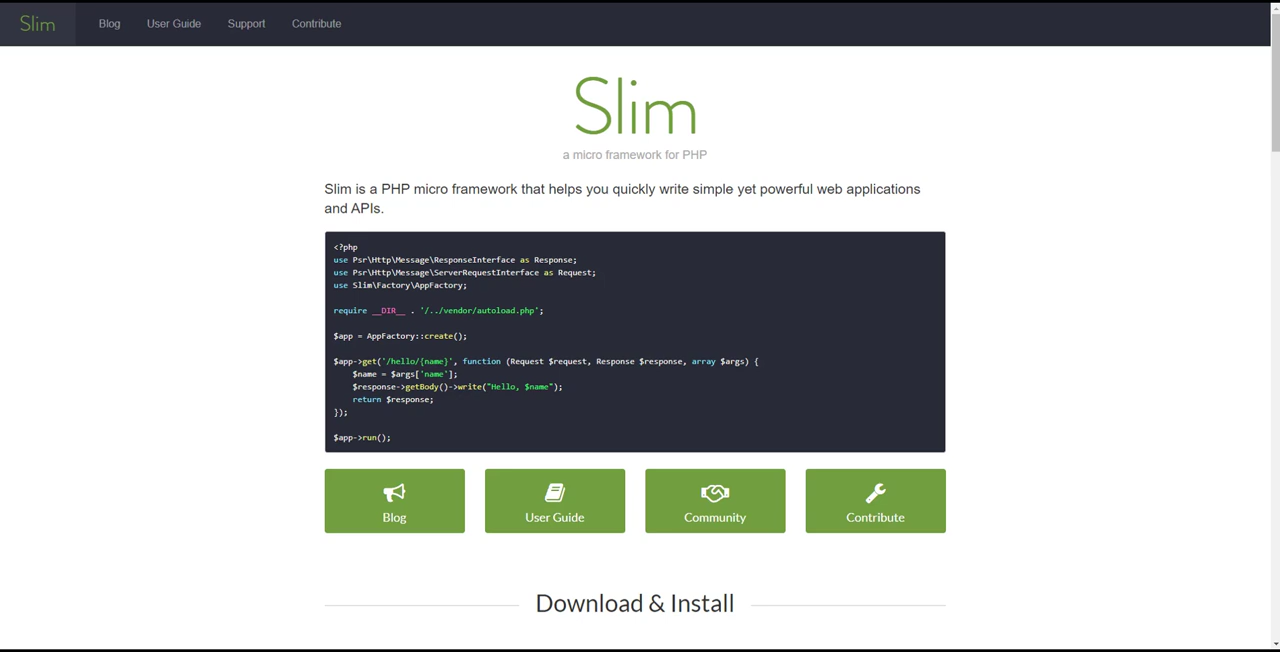 Slim Blog User Guide Support Contribute
Slim
a micro framework for PHP
Slim is a PHP micro framework that helps you quickly write simple yet powerful web applications
and APIs.
<?php
use Psr\Http\Message\ResponseInterface as Response;
use Psr\Http\Message\ServerRequestInterface as Request;
use Slim\Factory\AppFactory;
require __DIR__ . '/../vendor/autoload.php';
$app = AppFactory::create();
$app->get('/hello/{name}', function (Request $request, Response $response, array $args) {
    $name = $args['name'];
    $response->getBody()->write("Hello, $name");
    return $response;
});
$app->run();
Blog User Guide Community Contribute
Download & Install